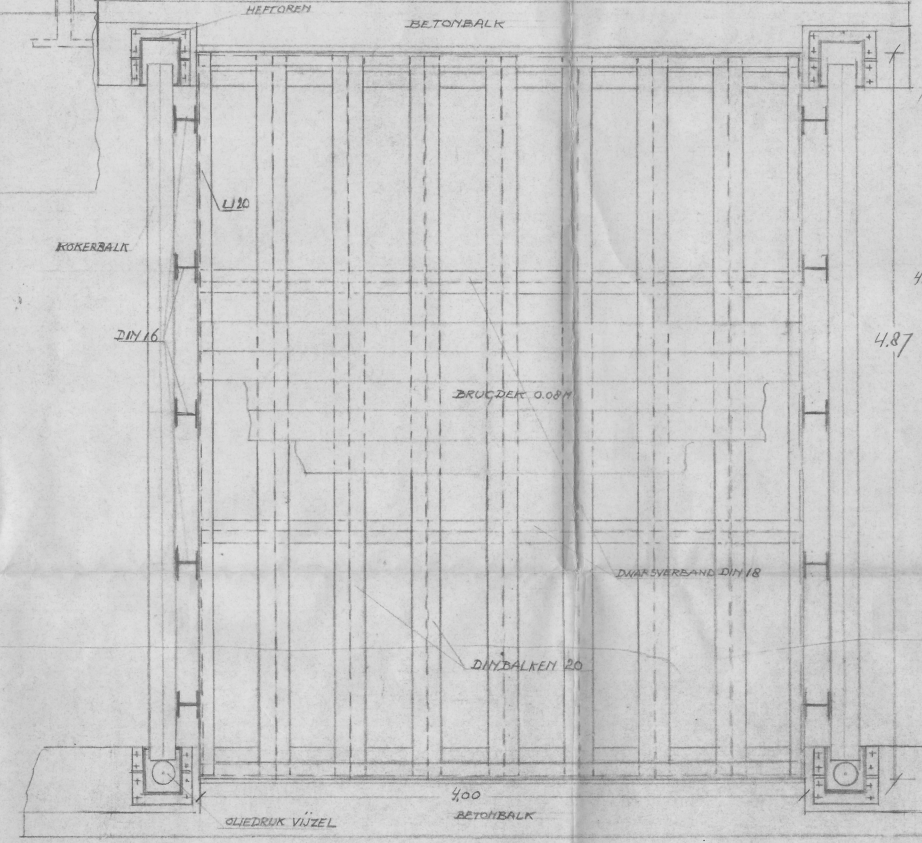 HEFTOREN
BETONBALK
U20
KOKERBALK
DIN 16
4.87
BRUGDEK 0.08M
DWARSVERBAND DIN 18
DINBALKEN 20
4.00
BETONBALK
OLIEDRUK VIJZEL